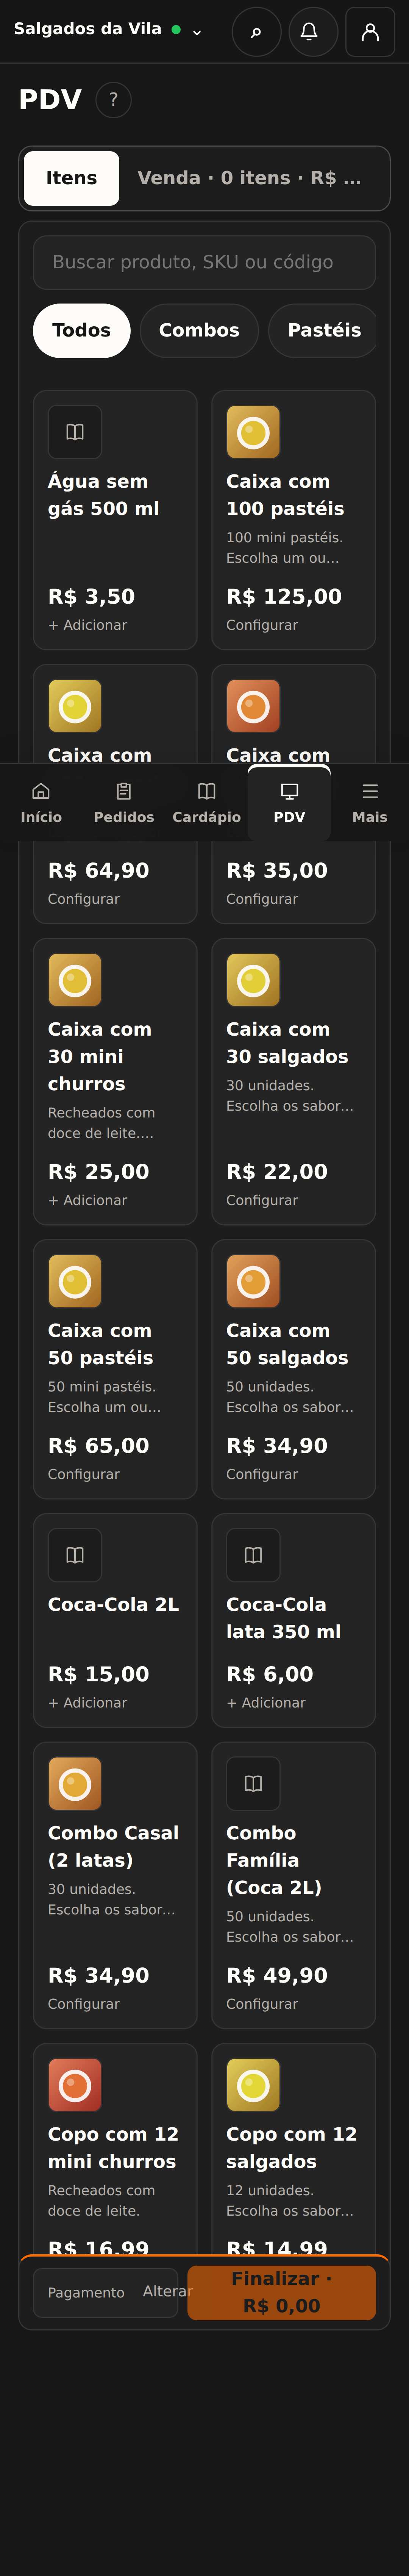 Salgados da Vila
PDV
?
Itens
Venda · 0 itens · R$ ...
Buscar produto, SKU ou código
Todos
Combos
Pastéis
Água sem
gás 500 ml
R$ 3,50
+ Adicionar
Caixa com
100 pastéis
100 mini pastéis.
Escolha um ou...
R$ 125,00
Configurar
Caixa com
Caixa com
Início
Pedidos
Cardápio
PDV
Mais
R$ 64,90
Configurar
R$ 35,00
Configurar
Caixa com
30 mini
churros
Recheados com
doce de leite....
R$ 25,00
+ Adicionar
Caixa com
30 salgados
30 unidades.
Escolha os sabor...
R$ 22,00
Configurar
Caixa com
50 pastéis
50 mini pastéis.
Escolha um ou...
R$ 65,00
Configurar
Caixa com
50 salgados
50 unidades.
Escolha os sabor...
R$ 34,90
Configurar
Coca-Cola 2L
R$ 15,00
+ Adicionar
Coca-Cola
lata 350 ml
R$ 6,00
+ Adicionar
Combo Casal
(2 latas)
30 unidades.
Escolha os sabor...
R$ 34,90
Configurar
Combo
Família
(Coca 2L)
50 unidades.
Escolha os sabor...
R$ 49,90
Configurar
Copo com 12
mini churros
Recheados com
doce de leite.
R$ 16,99
Copo com 12
salgados
12 unidades.
Escolha os sabor...
R$ 14,99
Pagamento
Alterar
Finalizar ·
R$ 0,00